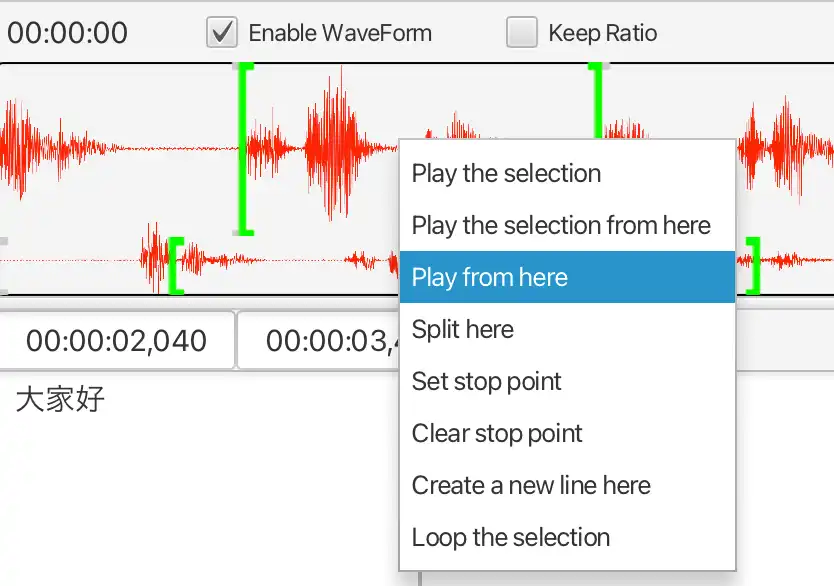 00:00:00 Enable WaveForm Keep Ratio
Play the selection
Play the selection from here
Play from here
Split here
Set stop point
Clear stop point
Create a new line here
Loop the selection
00:00:02,040 00:00:03,
大家好